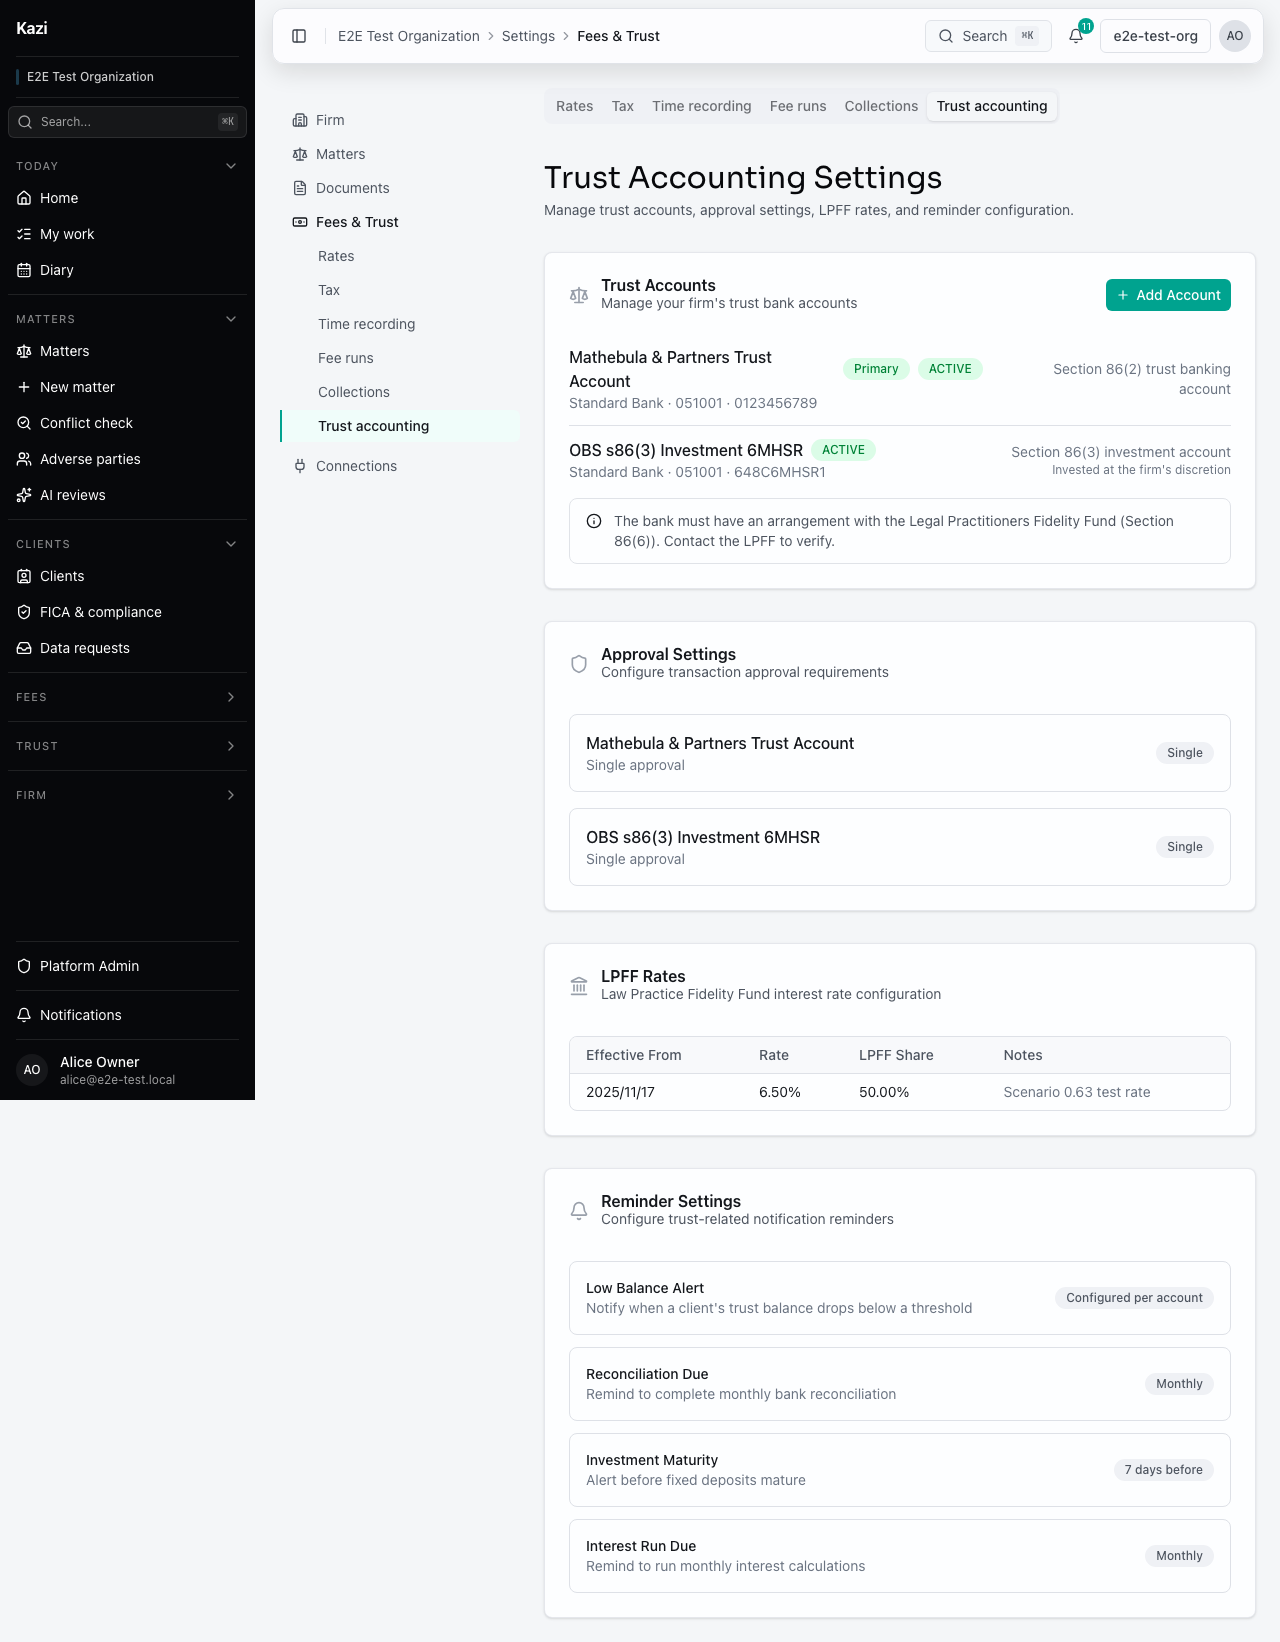 Kazi
E2E Test Organization
Search...
⌘K
TODAY
Home
My work
Diary
MATTERS
Matters
New matter
Conflict check
Adverse parties
AI reviews
CLIENTS
Clients
FICA & compliance
Data requests
FEES
TRUST
FIRM
Platform Admin
Notifications
AO
Alice Owner
alice@e2e-test.local
E2E Test Organization
Settings
Fees & Trust
Search
⌘K
11
e2e-test-org
AO
Firm
Matters
Documents
Fees & Trust
Rates
Tax
Time recording
Fee runs
Collections
Trust accounting
Connections
Rates
Tax
Time recording
Fee runs
Collections
Trust accounting
Trust Accounting Settings
Manage trust accounts, approval settings, LPFF rates, and reminder configuration.
Trust Accounts
Manage your firm's trust bank accounts
Add Account
Mathebula & Partners Trust
Account
Primary
ACTIVE
Standard Bank · 051001 · 0123456789
Section 86(2) trust banking
account
OBS s86(3) Investment 6MHSR
ACTIVE
Standard Bank · 051001 · 648C6MHSR1
Section 86(3) investment account
Invested at the firm's discretion
The bank must have an arrangement with the Legal Practitioners Fidelity Fund (Section
86(6)). Contact the LPFF to verify.
Approval Settings
Configure transaction approval requirements
Mathebula & Partners Trust Account
Single approval
Single
OBS s86(3) Investment 6MHSR
Single approval
Single
LPFF Rates
Law Practice Fidelity Fund interest rate configuration
Effective From
Rate
LPFF Share
Notes
2025/11/17
6.50%
50.00%
Scenario 0.63 test rate
Reminder Settings
Configure trust-related notification reminders
Low Balance Alert
Notify when a client's trust balance drops below a threshold
Configured per account
Reconciliation Due
Remind to complete monthly bank reconciliation
Monthly
Investment Maturity
Alert before fixed deposits mature
7 days before
Interest Run Due
Remind to run monthly interest calculations
Monthly